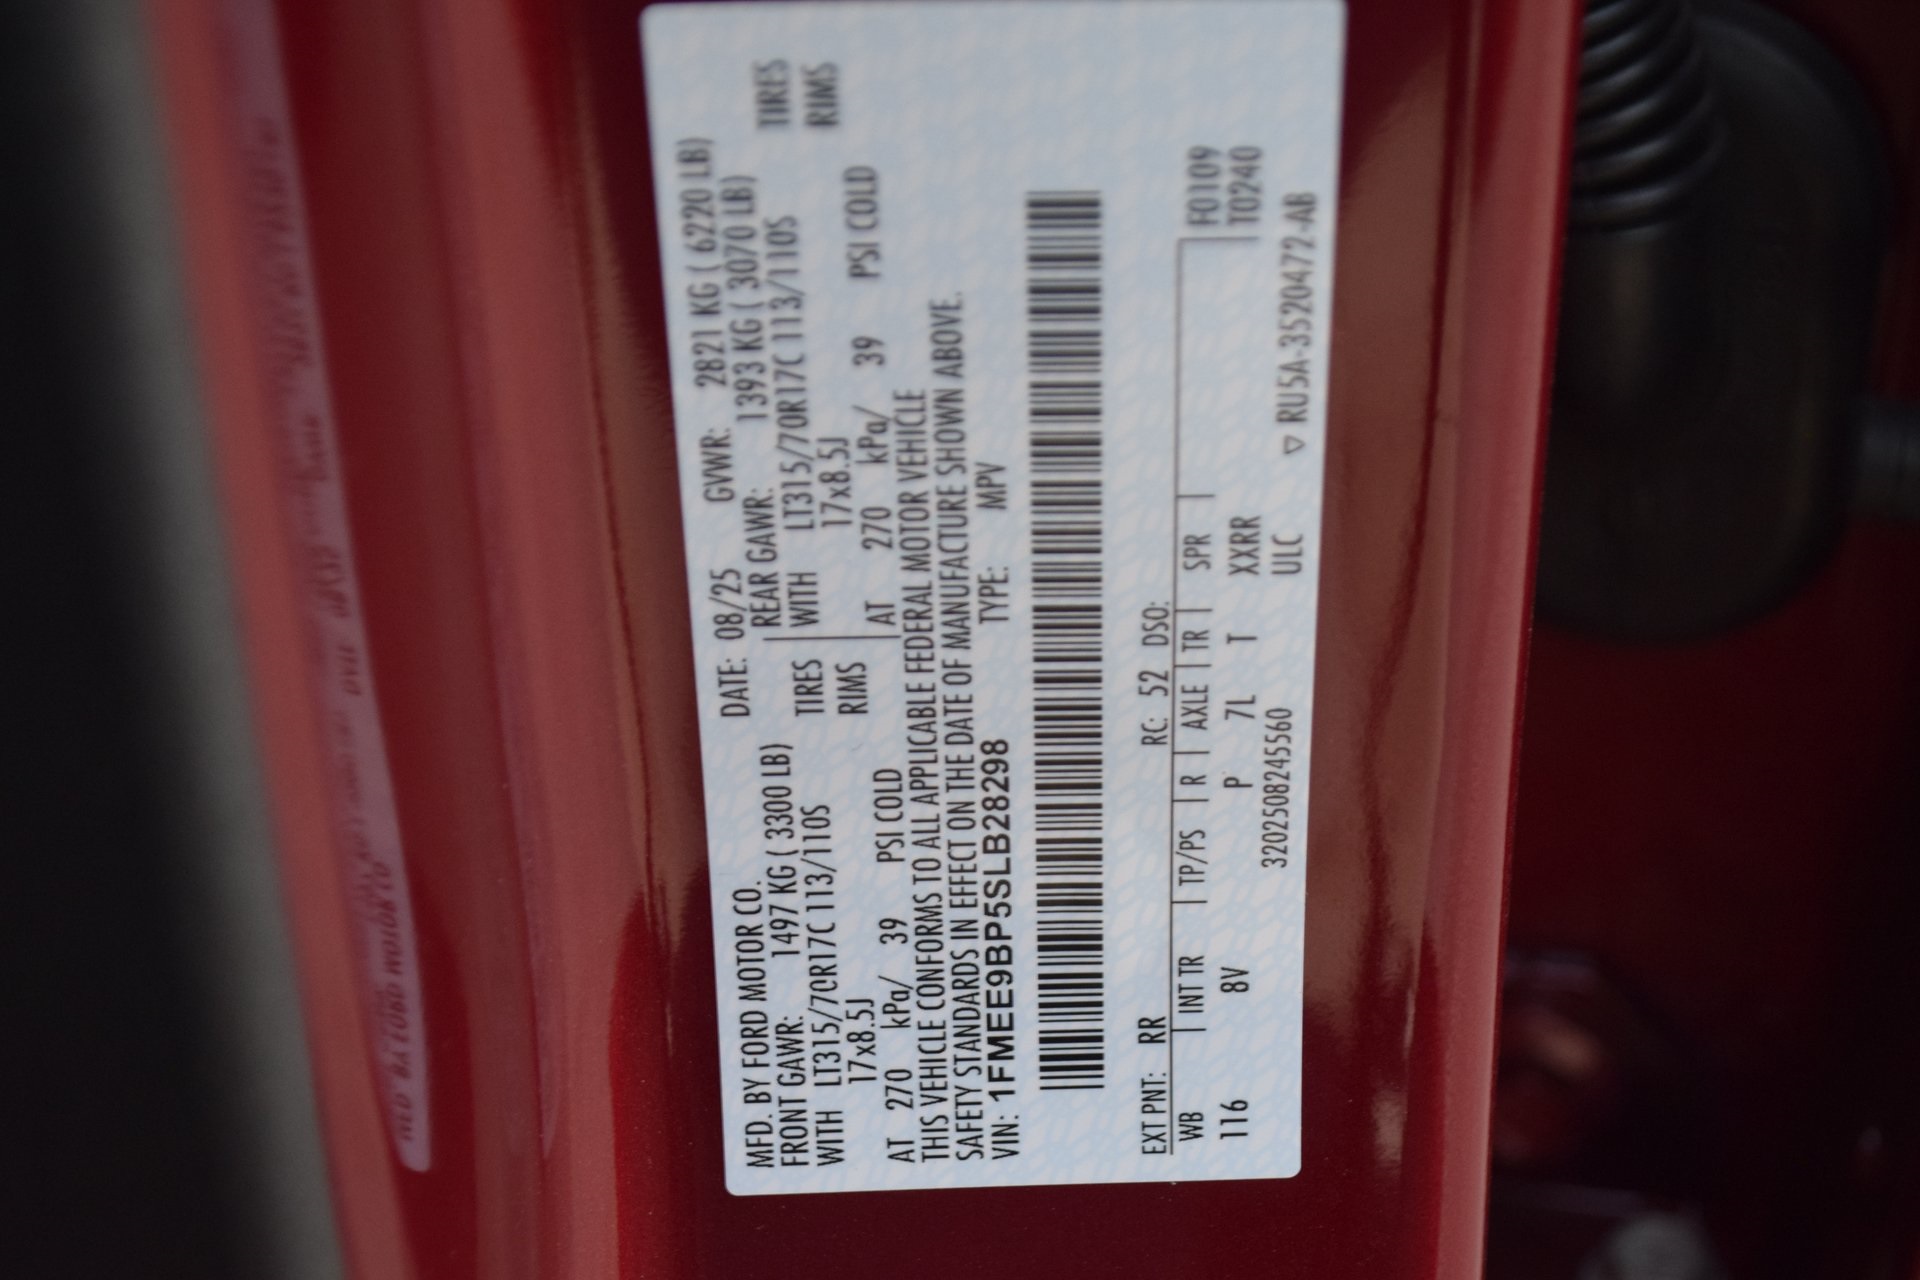 MFD. BY FORD MOTOR CO. DATE: 08/25 GVWR: 2821 KG ( 6220 LB)
FRONT GAWR: 1497 KG ( 3300 LB) REAR GAWR: 1393 KG ( 3070 LB)
WITH LT315/70R17C 113/110S TIRES WITH LT315/70R17C 113/110S TIRES
17x8.5J RIMS 17x8.5J RIMS
AT 270 kPa/ 39 PSI COLD AT 270 kPa/ 39 PSI COLD
THIS VEHICLE CONFORMS TO ALL APPLICABLE FEDERAL MOTOR VEHICLE
SAFETY STANDARDS IN EFFECT ON THE DATE OF MANUFACTURE SHOWN ABOVE.
VIN: 1FMEE9BP5SLB28298 TYPE: MPV
EXT PNT: RR RC: 52 DSO:
WB INT TR TP/PS R AXLE TR SPR F0109
116 8V P 7L T XXRR T0240
3202508245560 ULC
▽ RU5A-3520472-AB